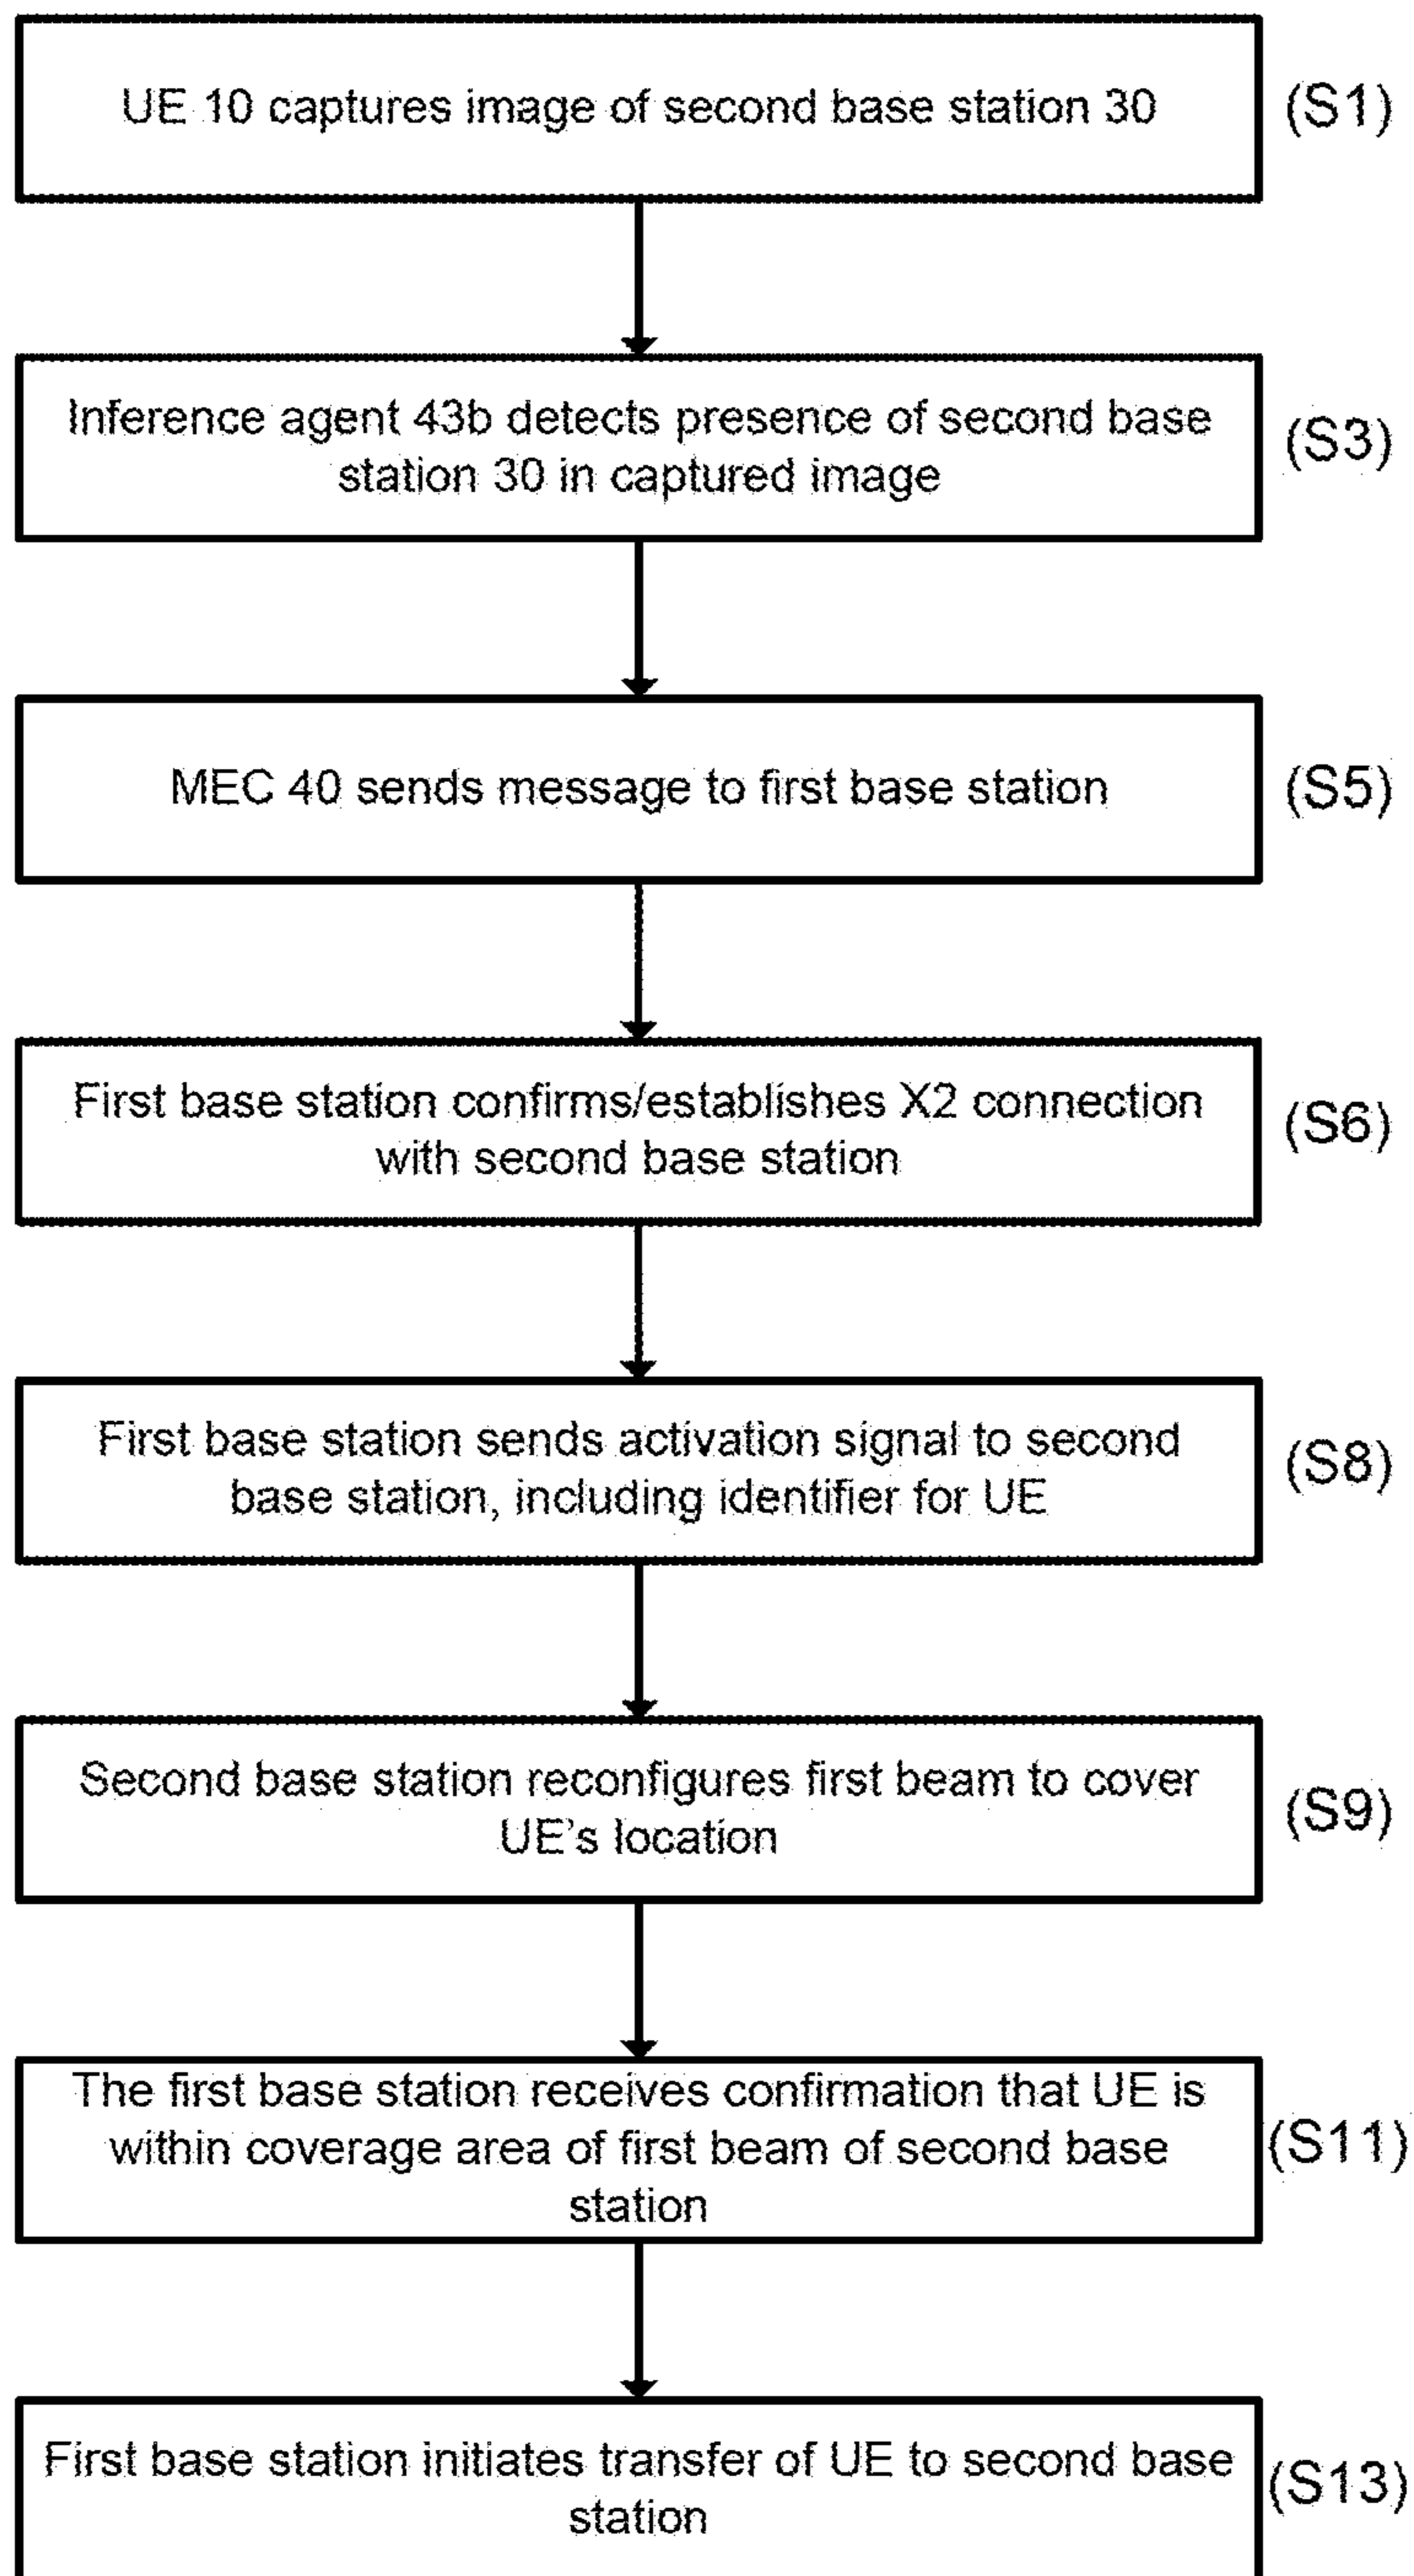 UE 10 captures image of second base station 30
(S1)
Inference agent 43b detects presence of second base
station 30 in captured image
(S3)
MEC 40 sends message to first base station
(S5)
First base station confirms/establishes X2 connection
with second base station
(S6)
First base station sends activation signal to second
base station, including identifier for UE
(S8)
Second base station reconfigures first beam to cover
UE's location
(S9)
The first base station receives confirmation that UE is
within coverage area of first beam of second base
station
(S11)
First base station initiates transfer of UE to second base
station
(S13)